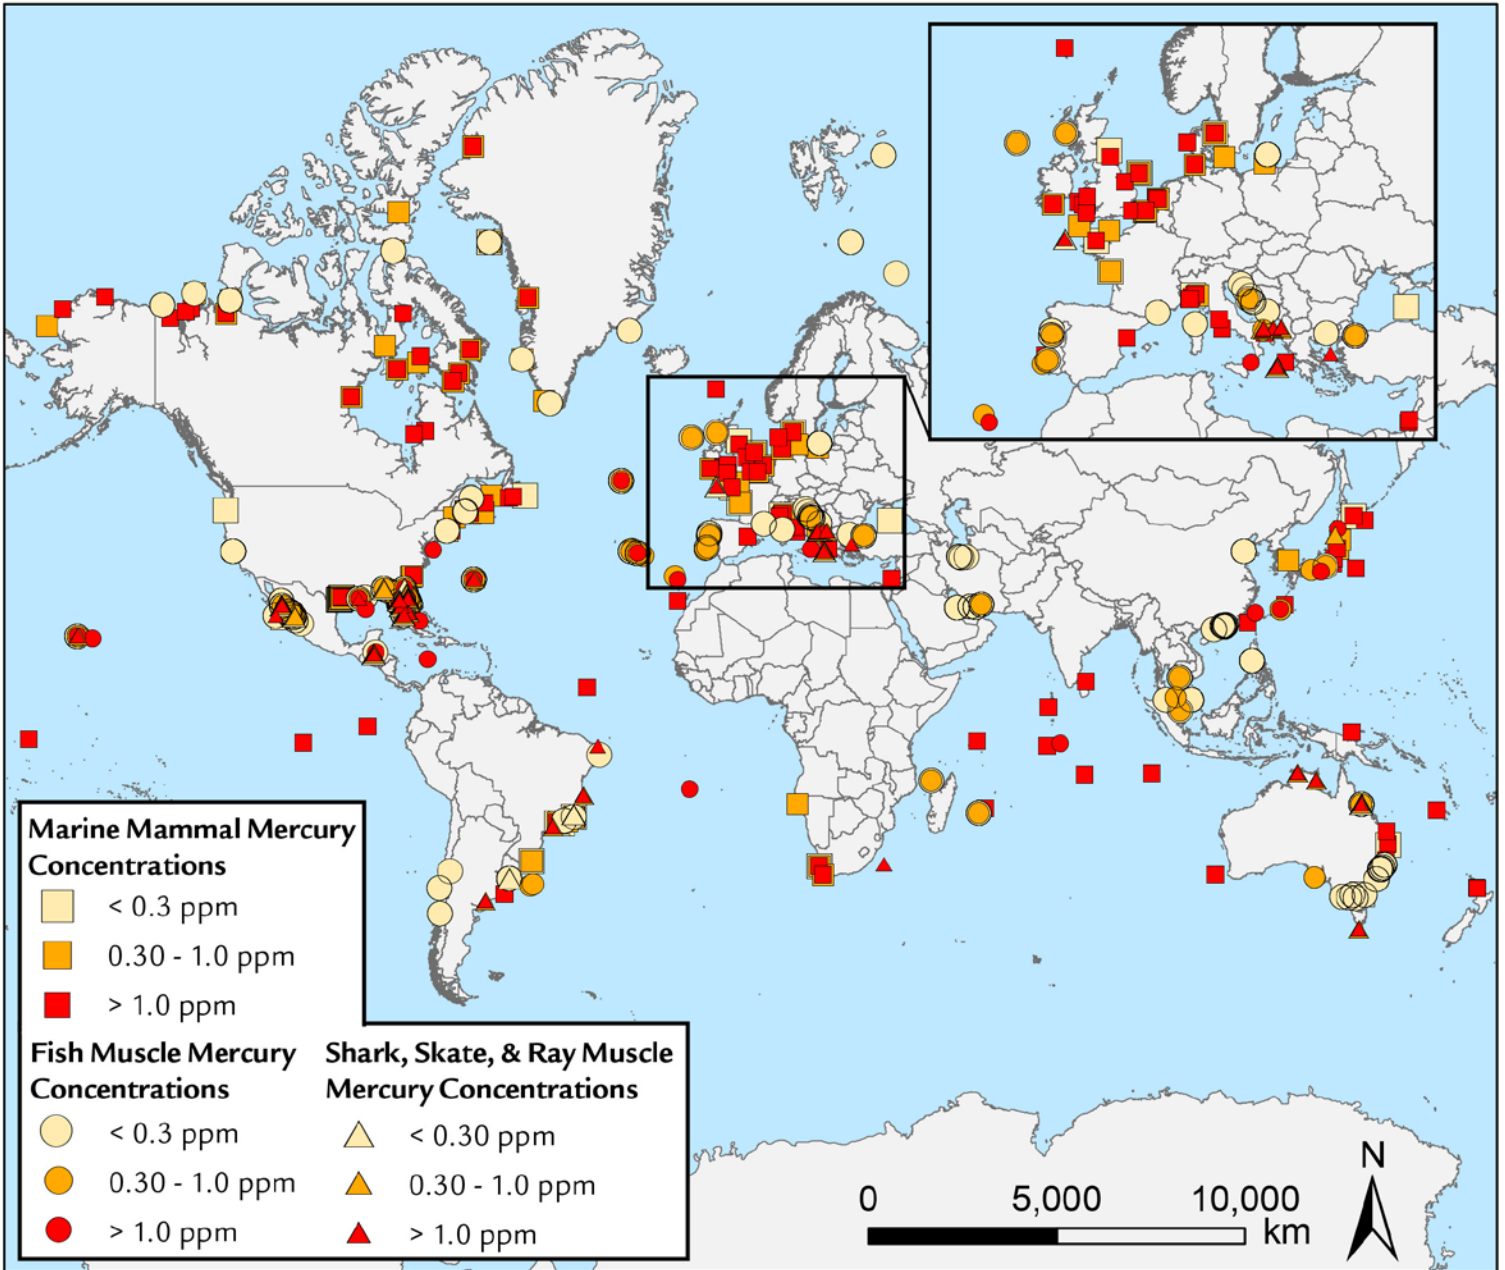 Marine Mammal Mercury
Concentrations
< 0.3 ppm
0.30 - 1.0 ppm
> 1.0 ppm
Fish Muscle Mercury
Concentrations
< 0.3 ppm
0.30 - 1.0 ppm
> 1.0 ppm
Shark, Skate, & Ray Muscle
Mercury Concentrations
< 0.30 ppm
0.30 - 1.0 ppm
> 1.0 ppm
0 5,000 10,000
km
N